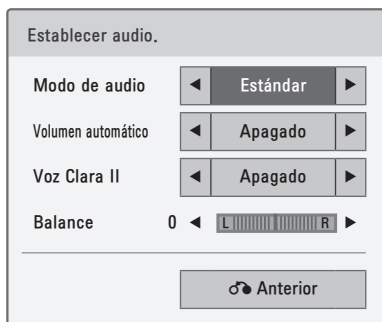 Establecer audio.
Modo de audio ◀ Estándar ▶
Volumen automático ◀ Apagado ▶
Voz Clara II ◀ Apagado ▶
Balance 0 ◀ L R ▶
Anterior